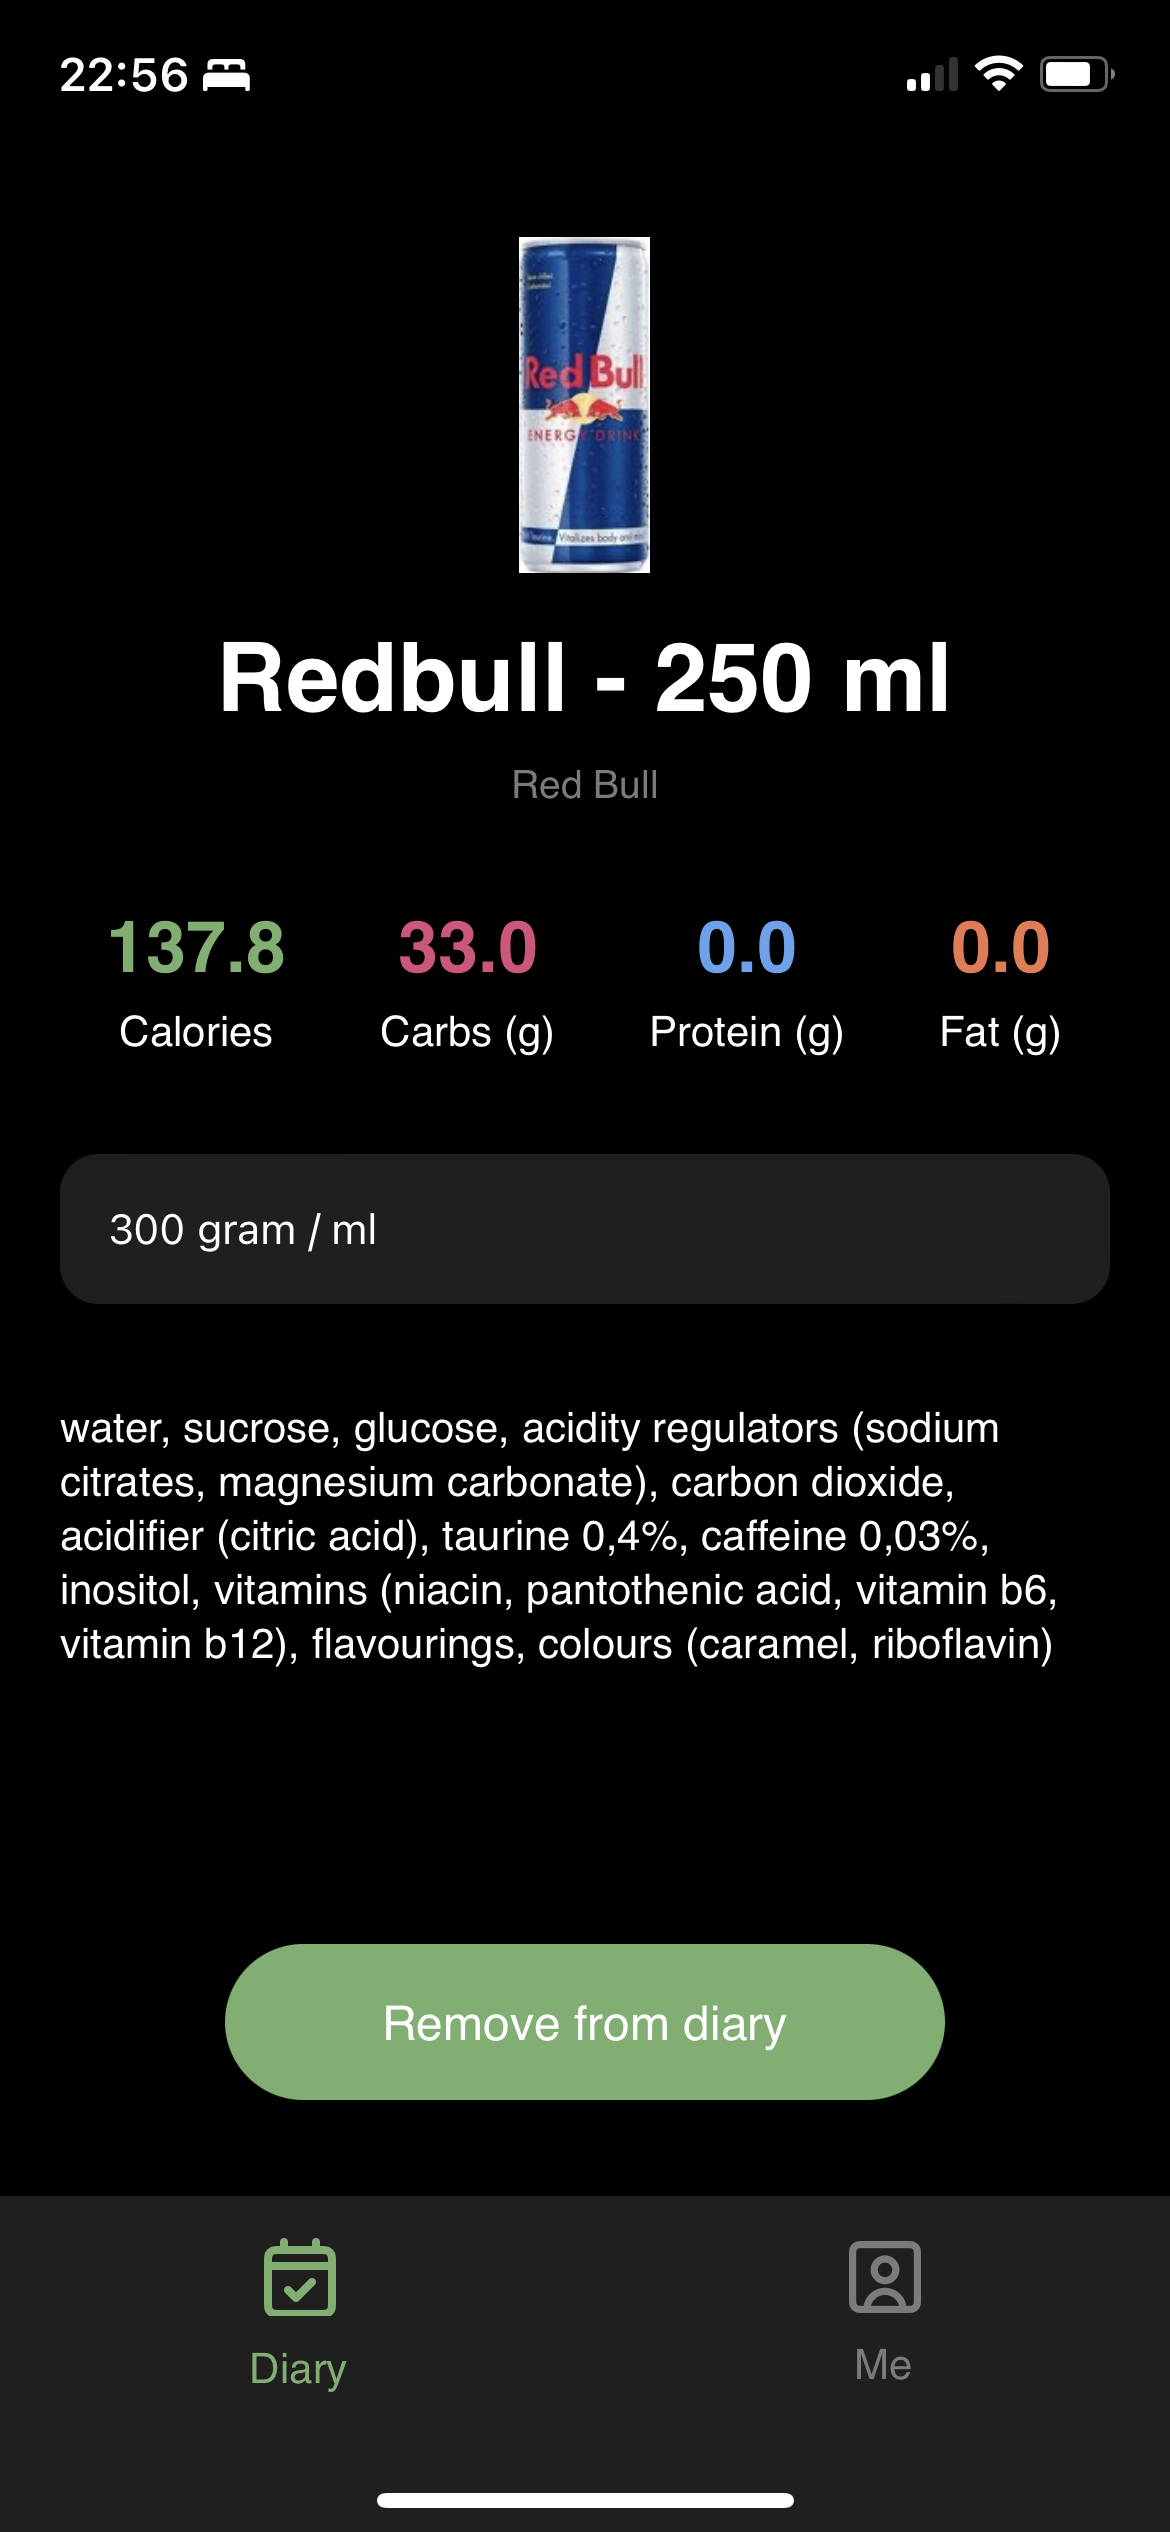 22:56
Red Bull
ENERGY DRINK
Vitalizes body and
Redbull - 250 ml
Red Bull
137.8 33.0 0.0 0.0
Calories Carbs (g) Protein (g) Fat (g)
300 gram / ml
water, sucrose, glucose, acidity regulators (sodium
citrates, magnesium carbonate), carbon dioxide,
acidifier (citric acid), taurine 0,4%, caffeine 0,03%,
inositol, vitamins (niacin, pantothenic acid, vitamin b6,
vitamin b12), flavourings, colours (caramel, riboflavin)
Remove from diary
Diary Me